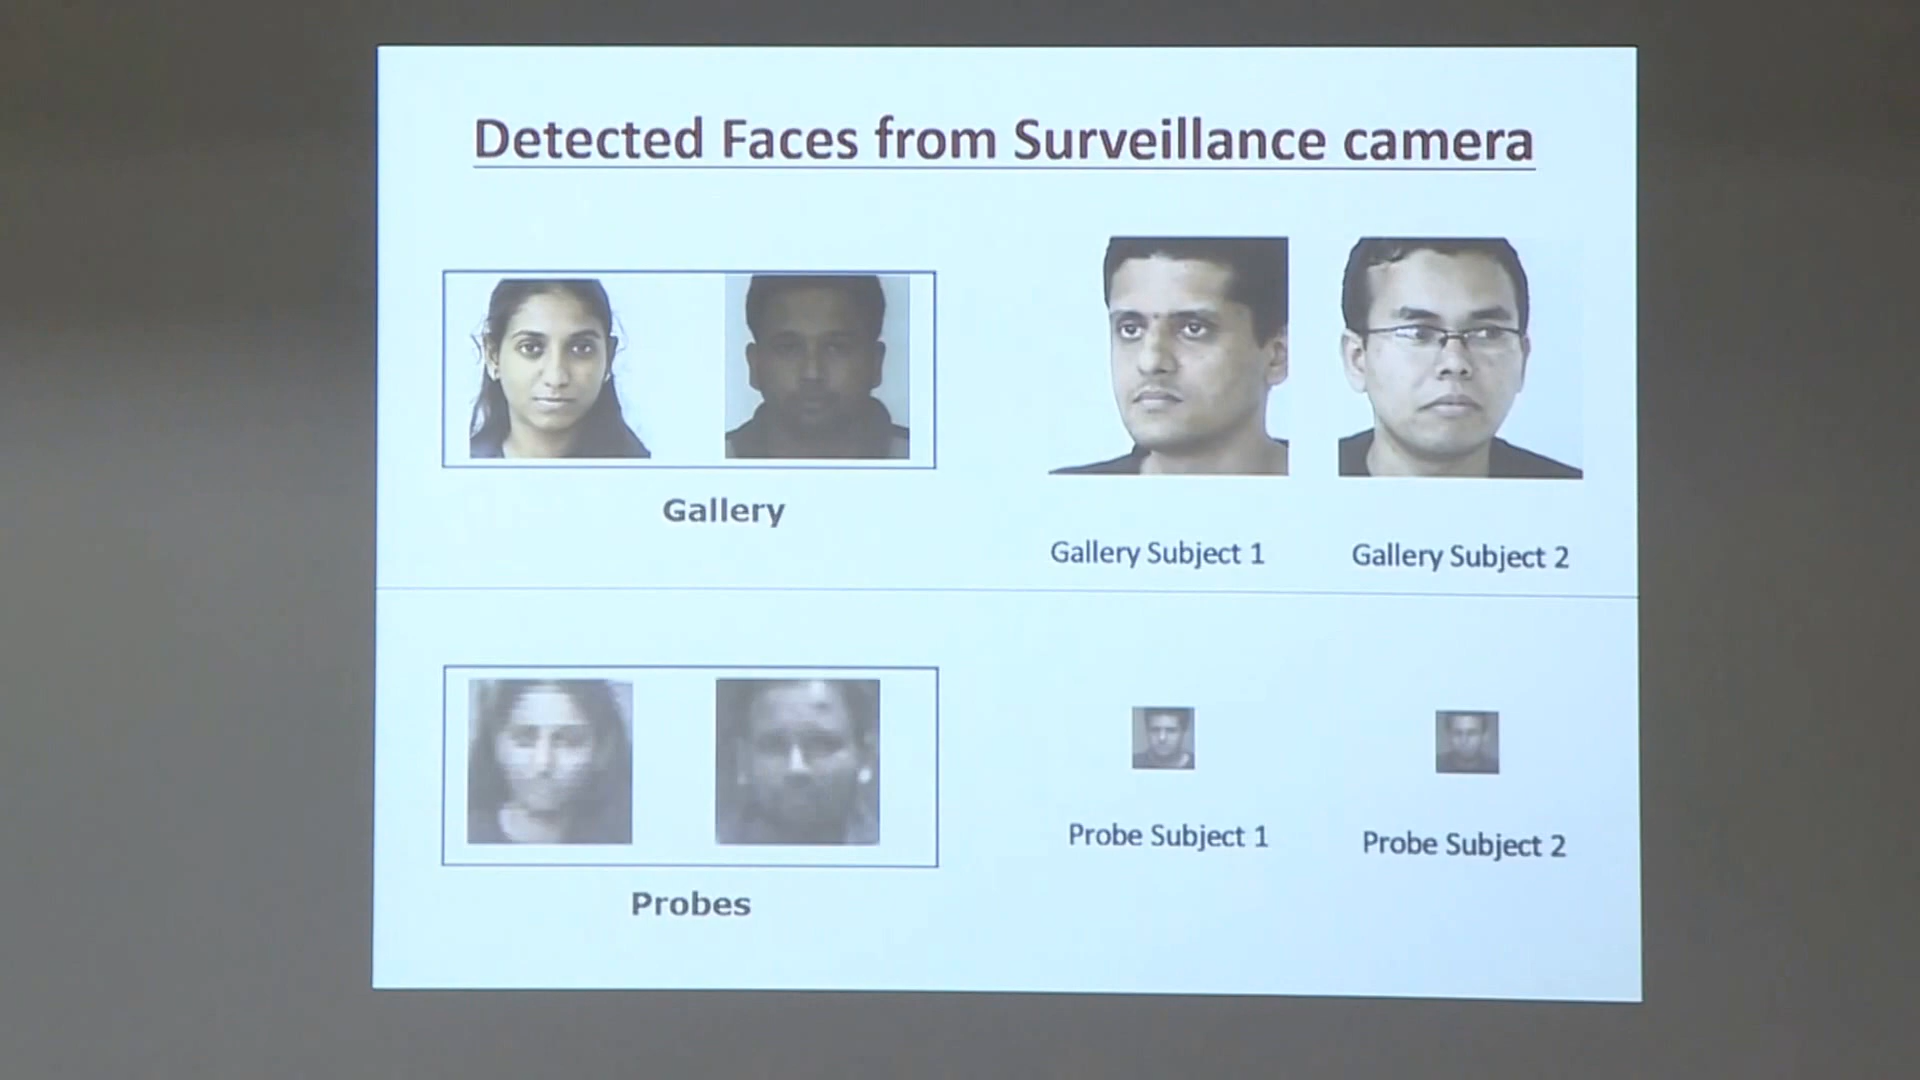 Detected Faces from Surveillance camera
Gallery
Gallery Subject 1
Gallery Subject 2
Probes
Probe Subject 1
Probe Subject 2